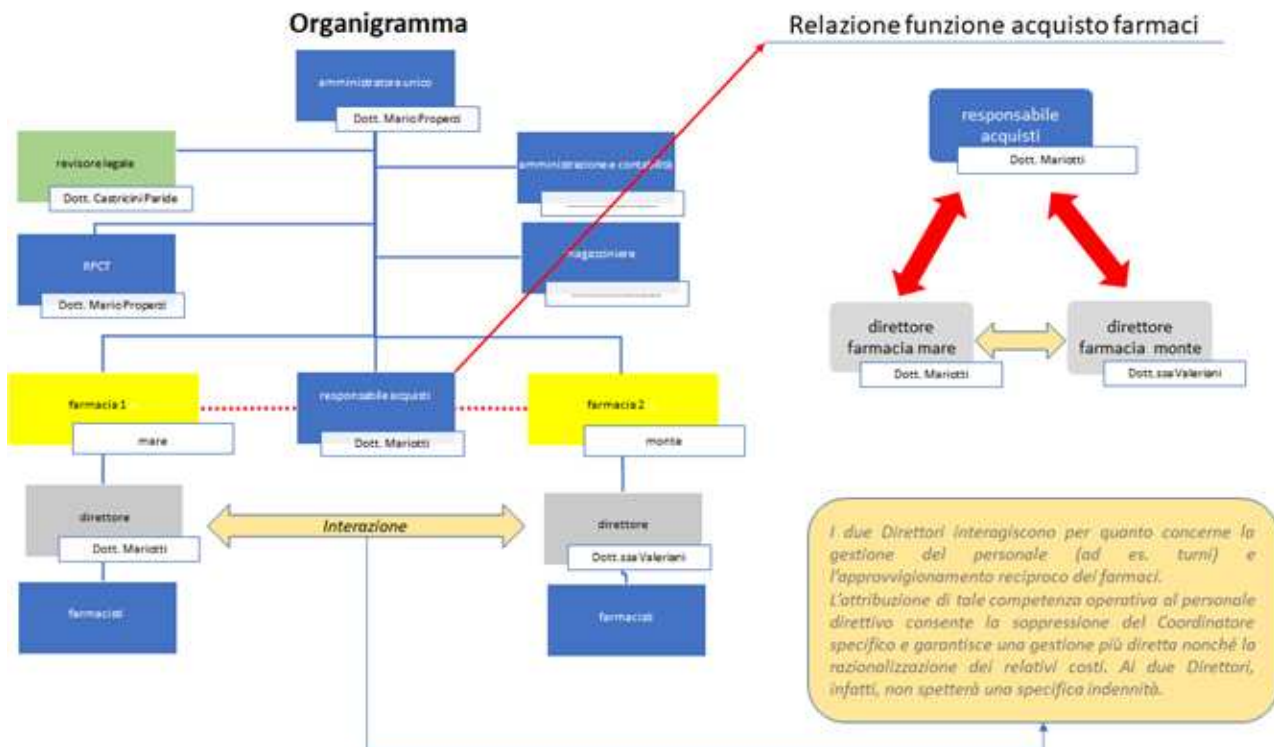 Organigramma
Relazione funzione acquisto farmaci
amministratore unico
Dott. Mario Properzi
revisore legale
Dott. Castricini Paride
amministrazione e contabilità
RPCT
Dott. Mario Properzi
magazziniere
farmacia 1
mare
responsabile acquisti
Dott. Mariotti
farmacia 2
monte
direttore
Dott. Mariotti
Interazione
direttore
Dott.ssa Valeriani
farmacisti
farmacisti
responsabile
acquisti
Dott. Mariotti
direttore
farmacia mare
Dott. Mariotti
direttore
farmacia monte
Dott.ssa Valeriani
I due Direttori interagiscono per quanto concerne la
gestione del personale (ad es. turni) e
l'approvvigionamento reciproco dei farmaci.
L'attribuzione di tale competenza operativa al personale
direttivo consente la soppressione del Coordinatore
specifico e garantisce una gestione più diretta nonché la
razionalizzazione dei relativi costi. Ai due Direttori,
infatti, non spetterà una specifica indennità.